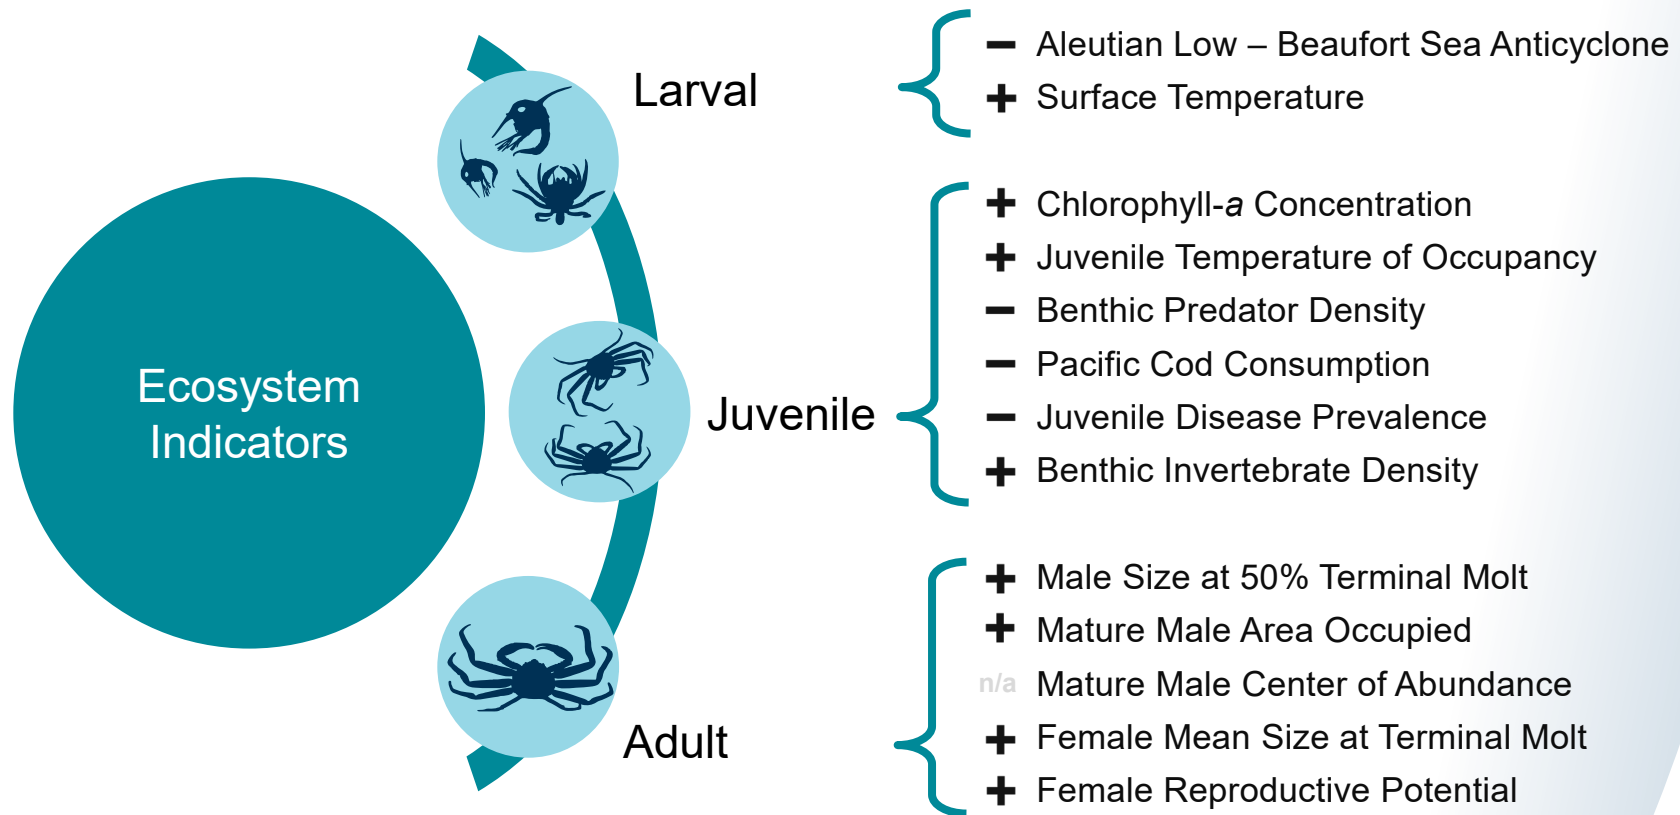 Ecosystem
Indicators
Larval
− Aleutian Low – Beaufort Sea Anticyclone
+ Surface Temperature
Juvenile
+ Chlorophyll-a Concentration
+ Juvenile Temperature of Occupancy
− Benthic Predator Density
− Pacific Cod Consumption
− Juvenile Disease Prevalence
+ Benthic Invertebrate Density
Adult
+ Male Size at 50% Terminal Molt
+ Mature Male Area Occupied
n/a Mature Male Center of Abundance
+ Female Mean Size at Terminal Molt
+ Female Reproductive Potential